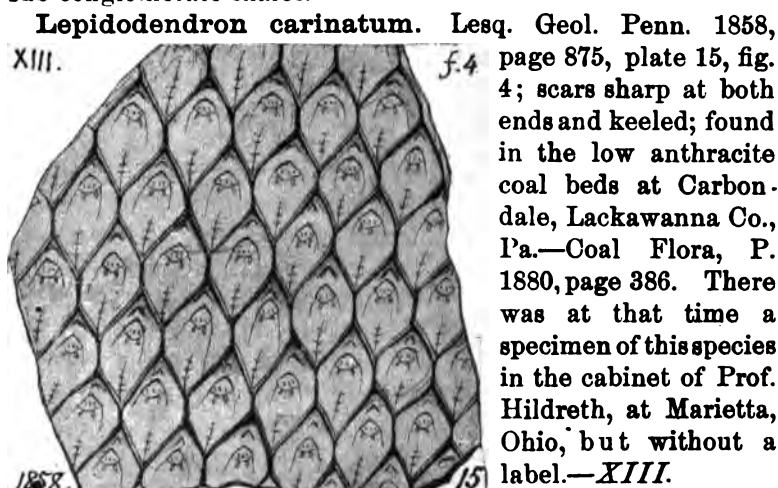 Lepidodendron carinatum. Lesq. Geol. Penn. 1858,
XIII.
f.4
page 875, plate 15, fig.
4; scars sharp at both
ends and keeled; found
in the low anthracite
coal beds at Carbon-
dale, Lackawanna Co.,
Pa.—Coal Flora, P.
1880, page 386. There
was at that time a
specimen of this species
in the cabinet of Prof.
Hildreth, at Marietta,
Ohio, but without a
label.—XIII.
1858.
15